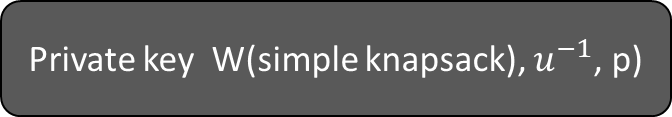 Private key W(simple knapsack), u⁻¹, p)